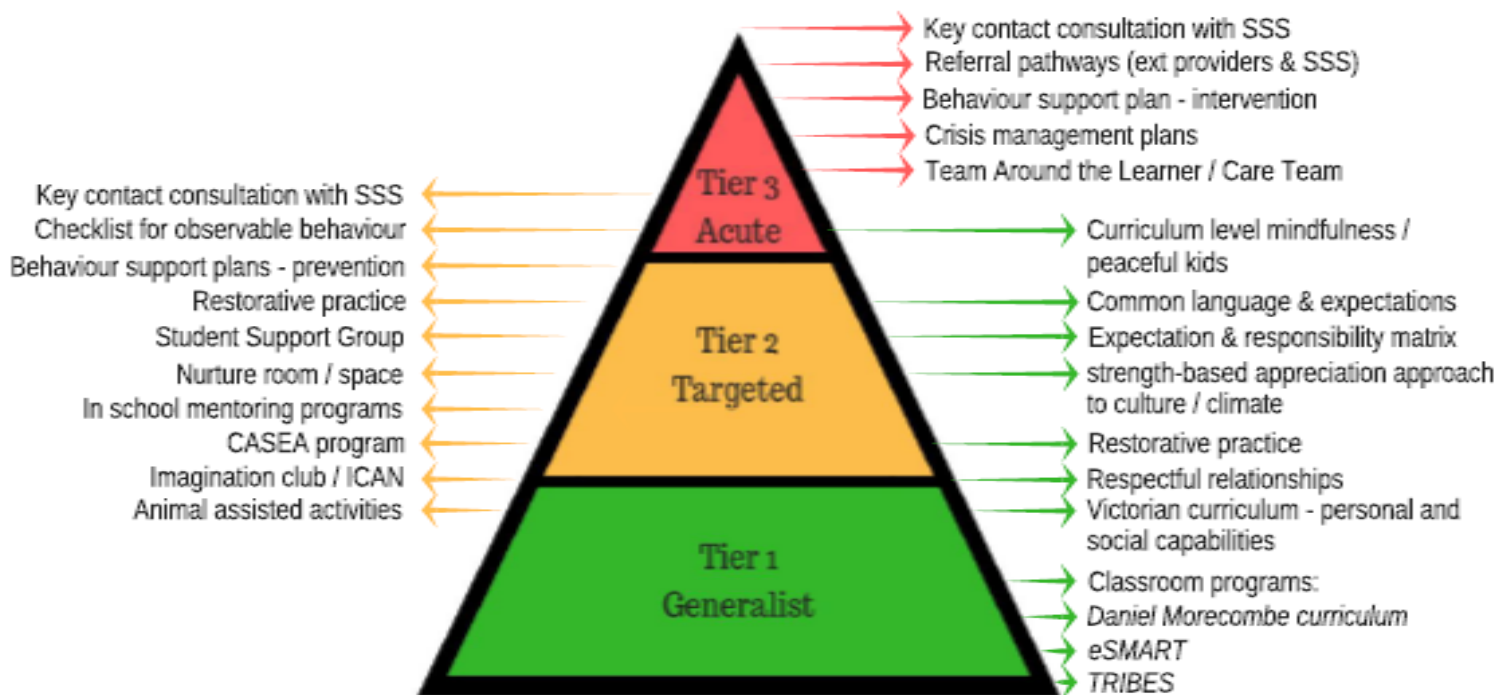 Key contact consultation with SSS
Referral pathways (ext providers & SSS)
Behaviour support plan - intervention
Crisis management plans
Team Around the Learner / Care Team
Tier 3
Acute
Key contact consultation with SSS
Checklist for observable behaviour
Behaviour support plans - prevention
Restorative practice
Student Support Group
Nurture room / space
In school mentoring programs
CASEA program
Imagination club / ICAN
Animal assisted activities
Tier 2
Targeted
Curriculum level mindfulness /
peaceful kids
Common language & expectations
Expectation & responsibility matrix
strength-based appreciation approach
to culture / climate
Restorative practice
Respectful relationships
Victorian curriculum - personal and
social capabilities
Classroom programs:
Daniel Morecombe curriculum
eSMART
TRIBES
Tier 1
Generalist